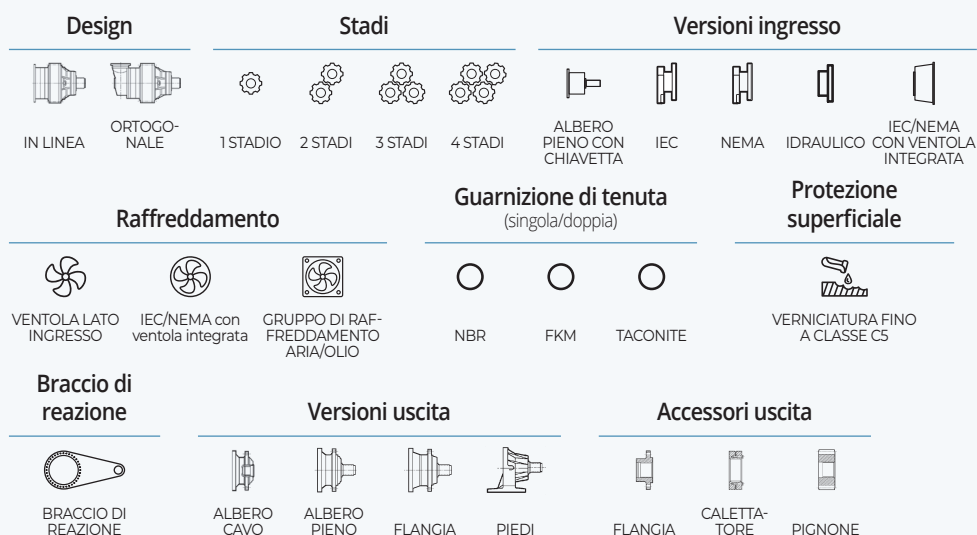 Design
IN LINEA
ORTOGO-
NALE
Stadi
1 STADIO
2 STADI
3 STADI
4 STADI
Versioni ingresso
ALBERO
PIENO CON
CHIAVETTA
IEC
NEMA
IDRAULICO
IEC/NEMA
CON VENTOLA
INTEGRATA
Raffreddamento
VENTOLA LATO
INGRESSO
IEC/NEMA con
ventola integrata
GRUPPO DI RAF-
FREDDAMENTO
ARIA/OLIO
Guarnizione di tenuta
(singola/doppia)
NBR
FKM
TACONITE
Protezione
superficiale
VERNICIATURA FINO
A CLASSE C5
Braccio di
reazione
BRACCIO DI
REAZIONE
Versioni uscita
ALBERO
CAVO
ALBERO
PIENO
FLANGIA
PIEDI
Accessori uscita
FLANGIA
CALETTA-
TORE
PIGNONE